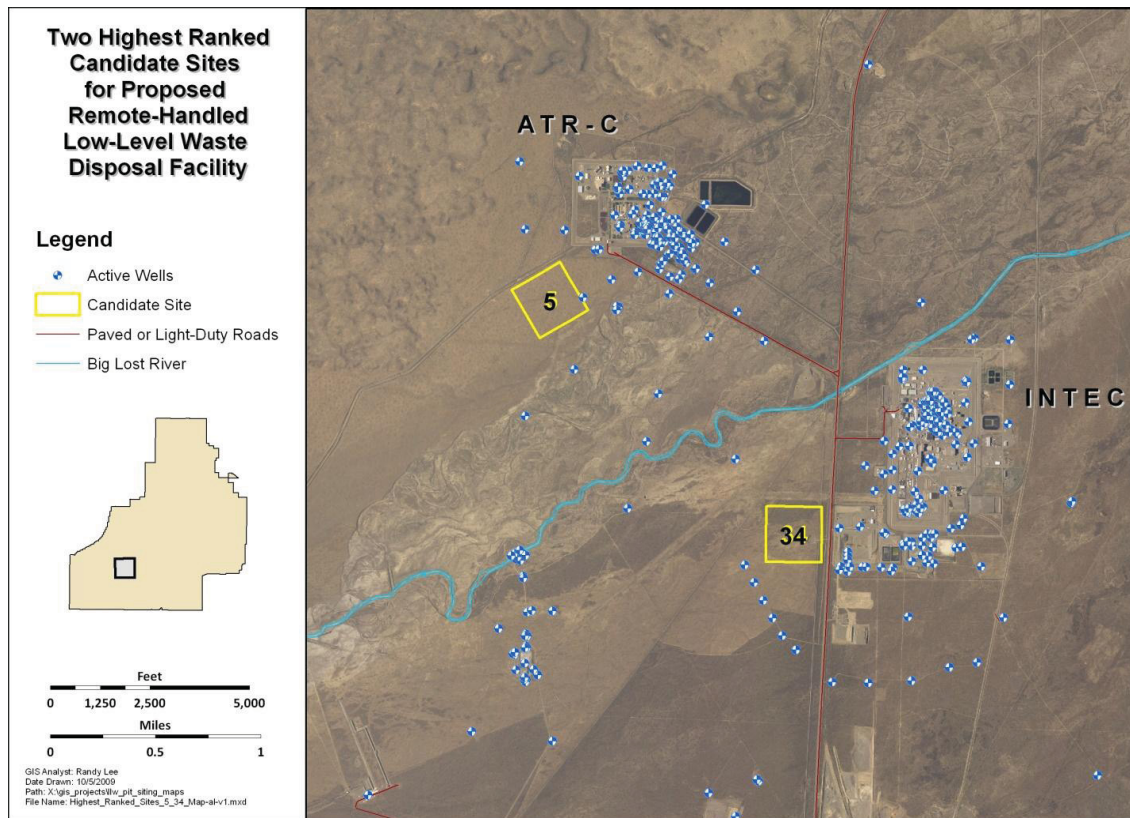 Two Highest Ranked
Candidate Sites
for Proposed
Remote-Handled
Low-Level Waste
Disposal Facility
Legend
Active Wells
Candidate Site
Paved or Light-Duty Roads
Big Lost River
Feet
0 1,250 2,500 5,000
Miles
0 0.5 1
GIS Analyst: Randy Lee
Date Drawn: 10/5/2009
Path: X:\gis_projects\llw_pit_siting_maps
File Name: Highest_Ranked_Sites_5_34_Map-al-v1.mxd
ATR-C
5
INTEC
34